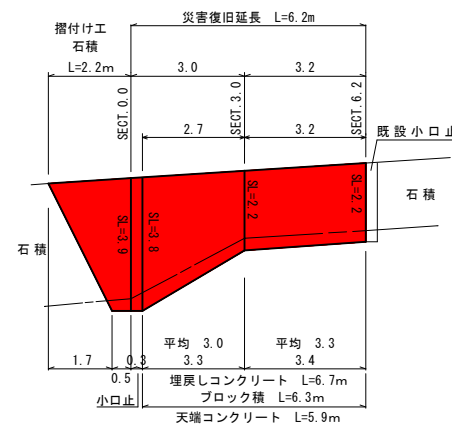 災害復旧延長 L=6.2m
摺付け工
石積
L=2.2m
3.0
3.2
SECT.0.0
SECT.3.0
SECT.6.2
2.7
3.2
既設小口止
SL=3.9
SL=3.8
SL=2.2
SL=2.2
石積
石積
平均 3.0
平均 3.3
1.7
0.3
3.3
3.4
0.5
埋戻しコンクリート L=6.7m
小口止
ブロック積 L=6.3m
天端コンクリート L=5.9m